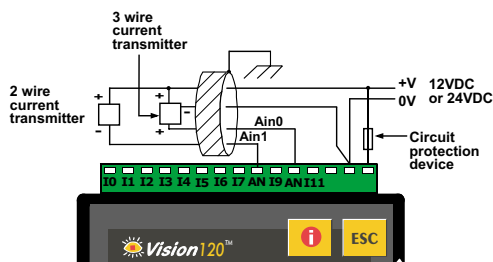 3 wire
current
transmitter
2 wire
current
transmitter
+
-
+
-
+
Ain0
Ain1
+V
0V
12VDC
or 24VDC
Circuit
protection
device
I0 I1 I2 I3 I4 I5 I6 I7 AN I9 AN I11
Vision120™
i
ESC